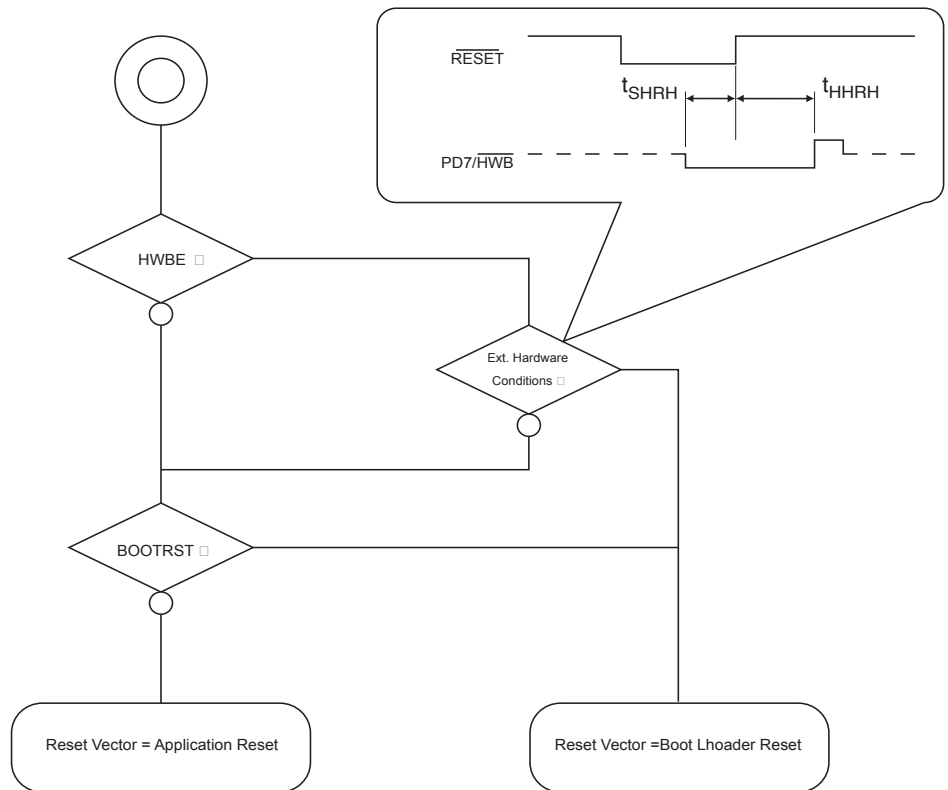 RESET
tSHRH
tHHRH
PD7/HWB
HWBE □
Ext. Hardware
Conditions □
BOOTRST □
Reset Vector = Application Reset
Reset Vector =Boot Lhoader Reset